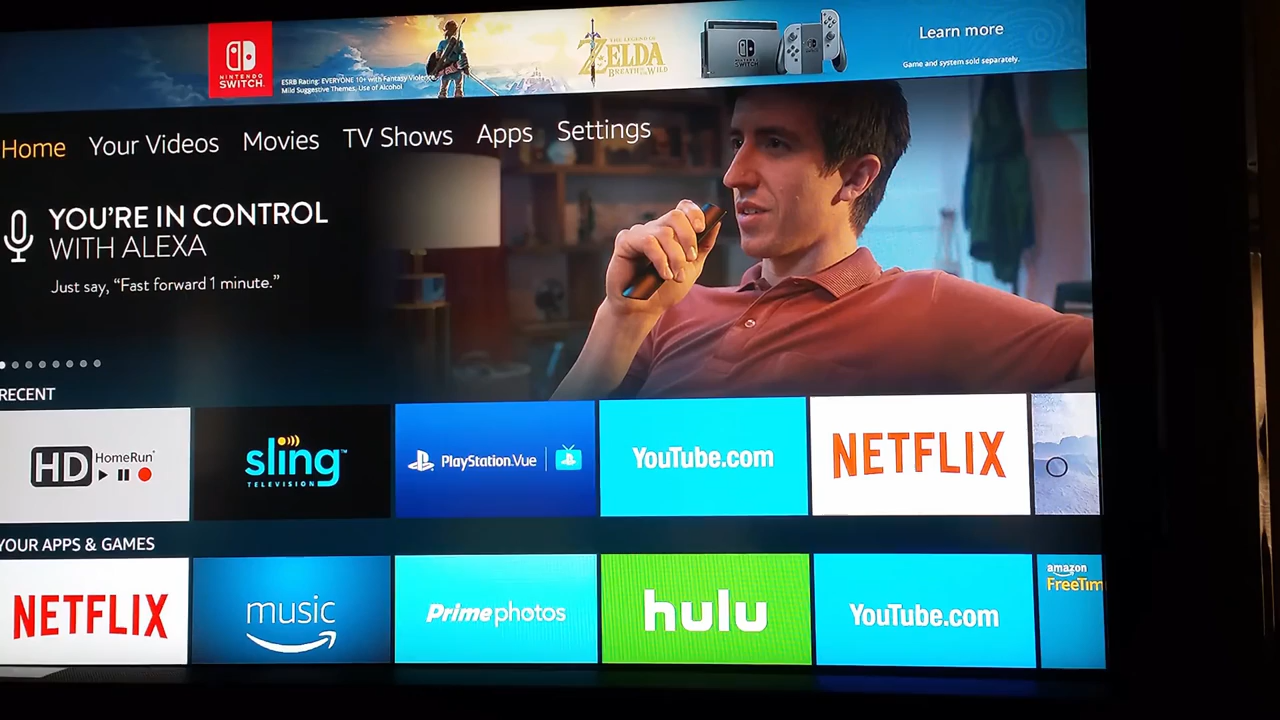 NINTENDO
SWITCH
ESRB Rating: EVERYONE 10+ with Fantasy Violence,
Mild Suggestive Themes, Use of Alcohol
THE LEGEND OF
ZELDA
BREATH OF THE WILD
Learn more
Game and system sold separately.
Home Your Videos Movies TV Shows Apps Settings
YOU'RE IN CONTROL
WITH ALEXA
Just say, "Fast forward 1 minute."
RECENT
HD HomeRun
sling
TELEVISION
PlayStation.Vue
YouTube.com
NETFLIX
YOUR APPS & GAMES
NETFLIX
music
Prime photos
hulu
YouTube.com
amazon
FreeTim